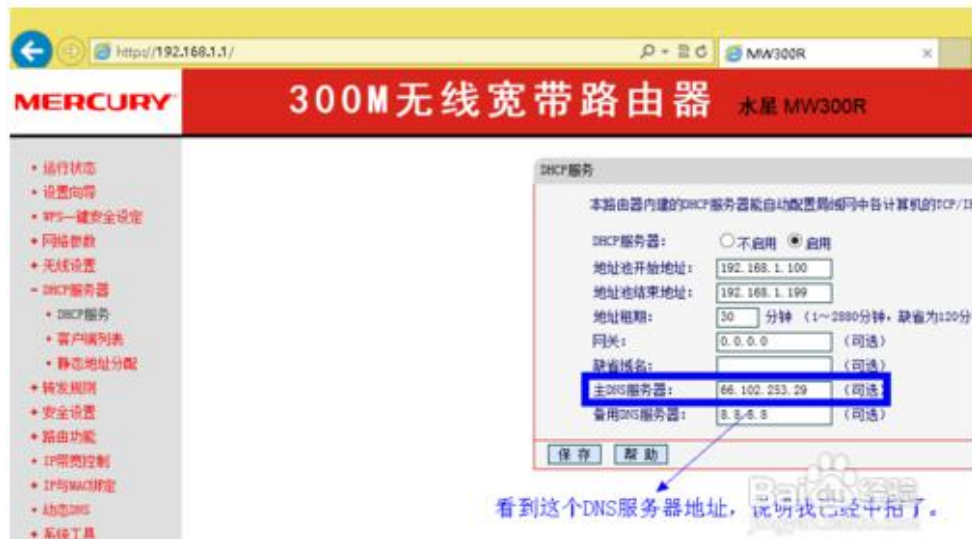 http://192.168.1.1/
MW300R
MERCURY
300M无线宽带路由器 水星 MW300R
• 运行状态
• 设置向导
• WPS一键安全设定
+ 网络参数
+ 无线设置
- DHCP服务器
• DHCP服务
• 客户端列表
• 静态地址分配
+ 转发规则
+ 安全设置
+ 路由功能
• IP带宽控制
• IP与MAC绑定
• 动态DNS
+ 系统工具
DHCP服务
本路由器内建的DHCP服务器能自动配置局域网中各计算机的TCP/I
DHCP服务器: 不启用 启用
地址池开始地址: 192.168.1.100
地址池结束地址: 192.168.1.199
地址租期: 30 分钟 (1~2880分钟,缺省为120分
网关: 0.0.0.0 (可选)
缺省域名: (可选)
主DNS服务器: 66.102.253.29 (可选)
备用DNS服务器: 8.8.8.8 (可选)
保存 帮助
看到这个DNS服务器地址,说明我已经中招了。
Baidu经验